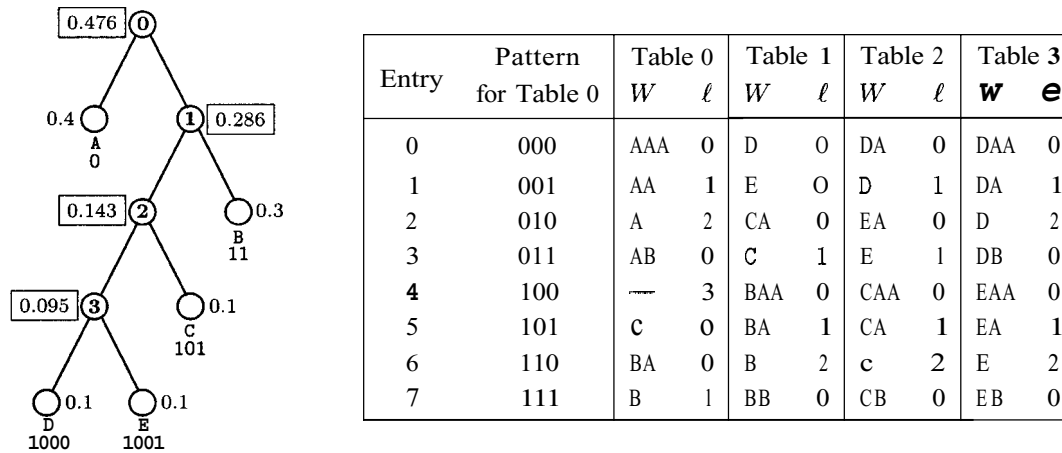 0.476 0
0.4 1 0.286
A
0
0.143 2 0.3
B
11
0.095 3 0.1
C
101
0.1 0.1
D E
1000 1001
Pattern Table 0 Table 1 Table 2 Table 3
Entry for Table 0 W ℓ W ℓ W ℓ w e
0 000 AAA 0 D O DA 0 DAA 0
1 001 AA 1 E O D 1 DA 1
2 010 A 2 CA 0 EA 0 D 2
3 011 AB 0 C 1 E 1 DB 0
4 100 — 3 BAA 0 CAA 0 EAA 0
5 101 c o BA 1 CA 1 EA 1
6 110 BA 0 B 2 c 2 E 2
7 111 B 1 BB 0 CB 0 EB 0